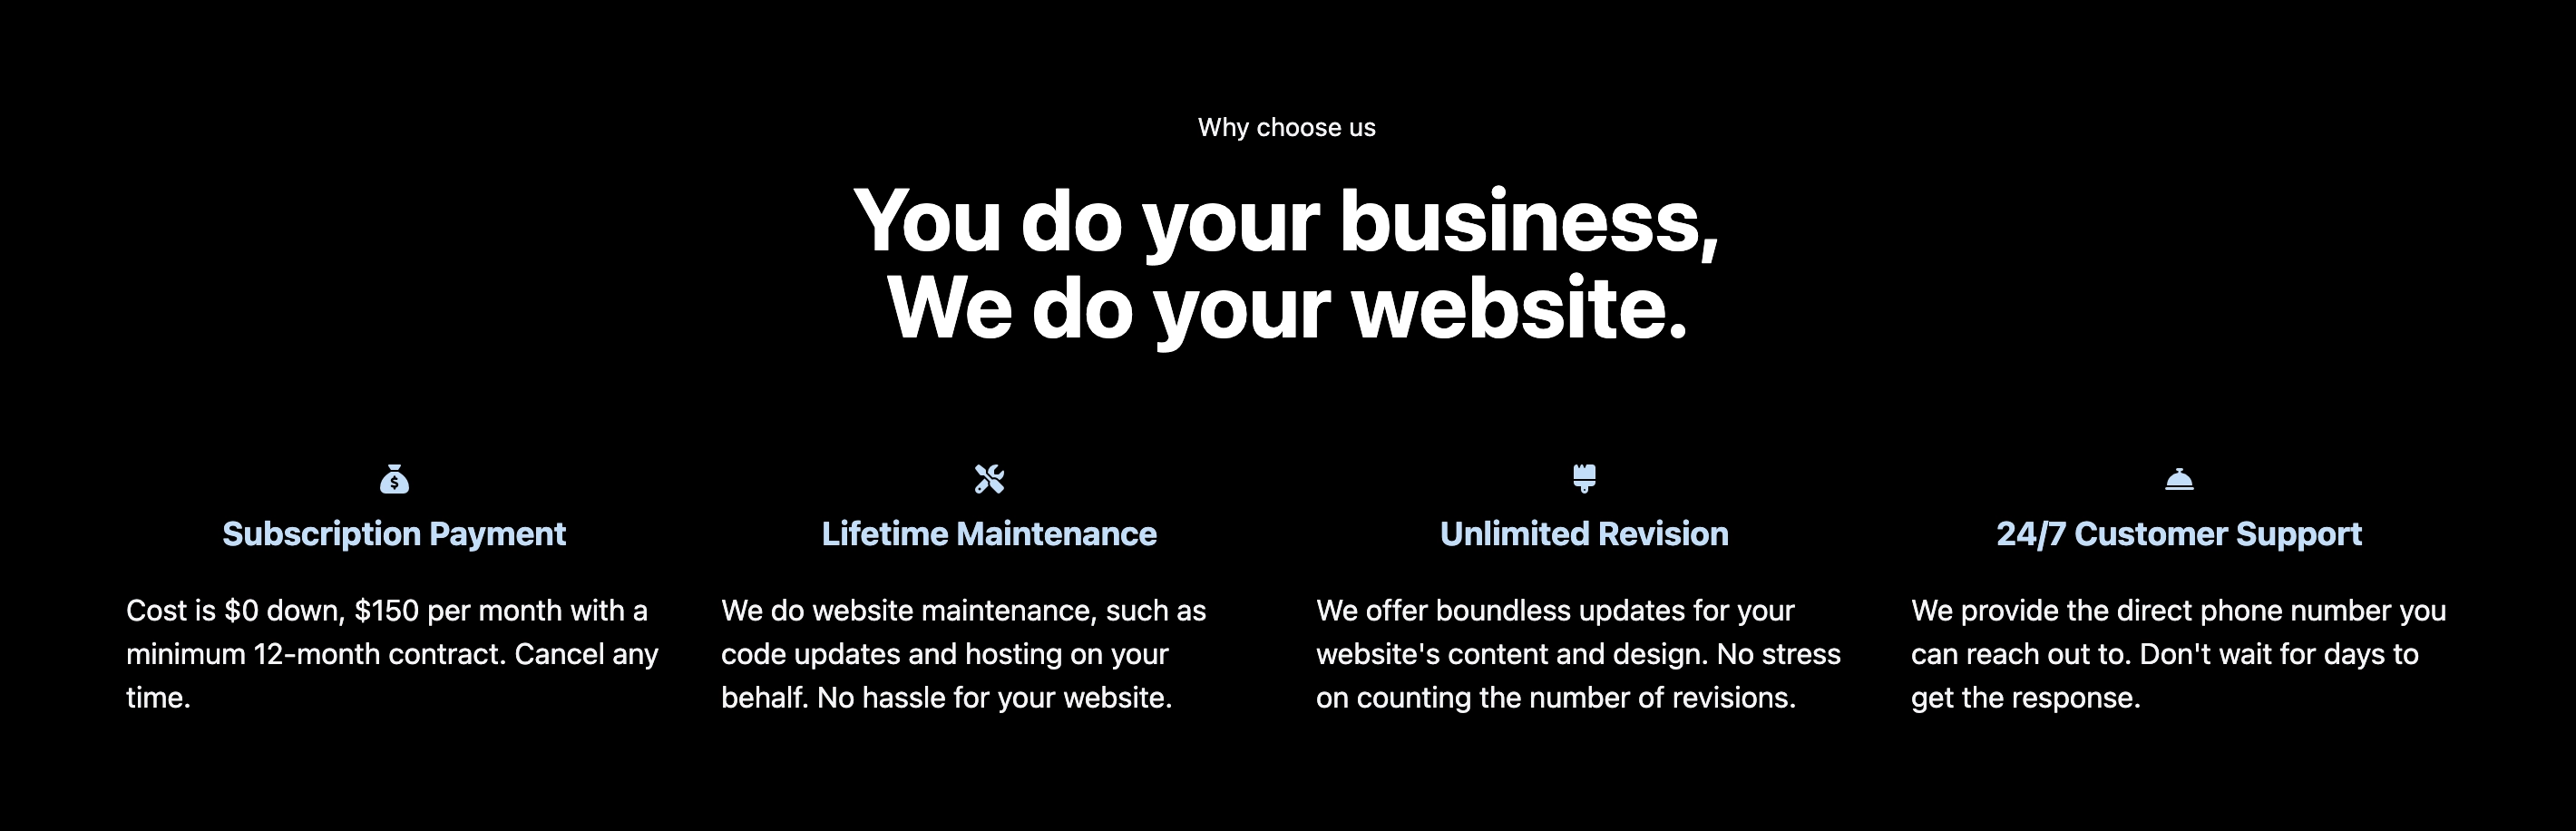 Why choose us
You do your business,
We do your website.
Subscription Payment
Cost is $0 down, $150 per month with a
minimum 12-month contract. Cancel any
time.
Lifetime Maintenance
We do website maintenance, such as
code updates and hosting on your
behalf. No hassle for your website.
Unlimited Revision
We offer boundless updates for your
website's content and design. No stress
on counting the number of revisions.
24/7 Customer Support
We provide the direct phone number you
can reach out to. Don't wait for days to
get the response.